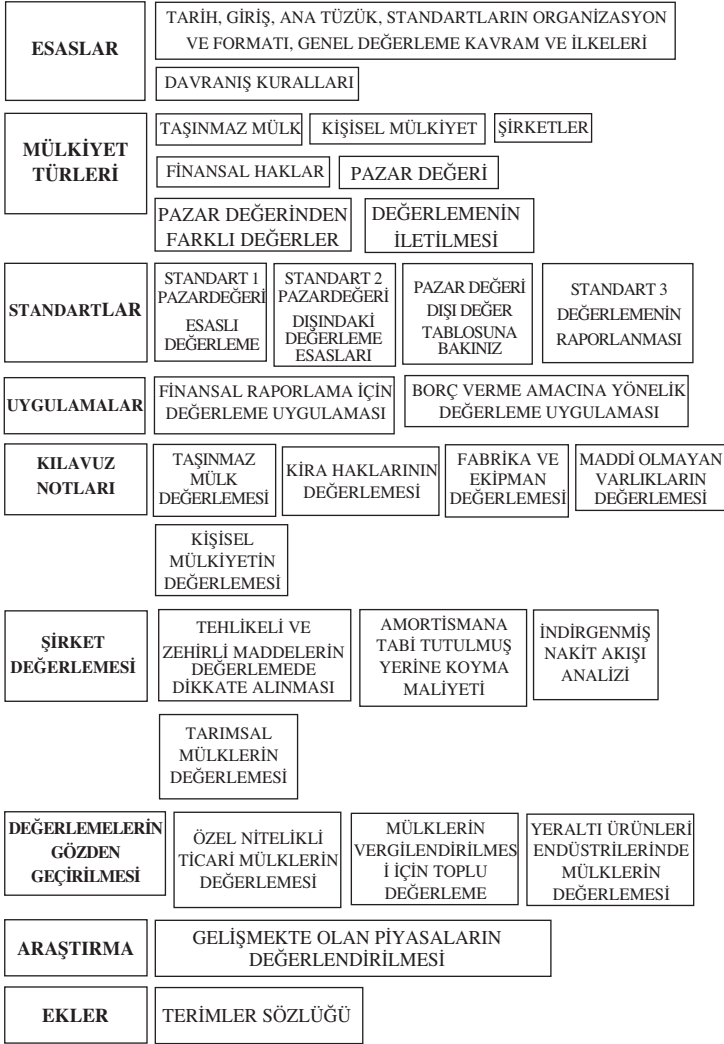 ESASLAR
TARİH, GİRİŞ, ANA TÜZÜK, STANDARTLARIN ORGANİZASYON
VE FORMATI, GENEL DEĞERLEME KAVRAM VE İLKELERİ
DAVRANIŞ KURALLARI
MÜLKİYET
TÜRLERİ
TAŞINMAZ MÜLK
KİŞİSEL MÜLKİYET
ŞİRKETLER
FİNANSAL HAKLAR
PAZAR DEĞERİ
PAZAR DEĞERİNDEN
FARKLI DEĞERLER
DEĞERLEMENİN
İLETİLMESİ
STANDARTLAR
STANDART 1
PAZARDEĞERİ
ESASLI
DEĞERLEME
STANDART 2
PAZARDEĞERİ
DIŞINDAKİ
DEĞERLEME
ESASLARI
PAZAR DEĞERİ
DIŞI DEĞER
TABLOSUNA
BAKINIZ
STANDART 3
DEĞERLEMENİN
RAPORLANMASI
UYGULAMALAR
FİNANSAL RAPORLAMA İÇİN
DEĞERLEME UYGULAMASI
BORÇ VERME AMACINA YÖNELİK
DEĞERLEME UYGULAMASI
KILAVUZ
NOTLARI
TAŞINMAZ
MÜLK
DEĞERLEMESİ
KİRA HAKLARININ
DEĞERLEMESİ
FABRİKA VE
EKİPMAN
DEĞERLEMESİ
MADDİ OLMAYAN
VARLIKLARIN
DEĞERLEMESİ
KİŞİSEL
MÜLKİYETİN
DEĞERLEMESİ
ŞİRKET
DEĞERLEMESİ
TEHLİKELİ VE
ZEHİRLİ MADDELERİN
DEĞERLEMEDE
DİKKATE ALINMASI
AMORTİSMANA
TABİ TUTULMUŞ
YERİNE KOYMA
MALİYETİ
İNDİRGENMİŞ
NAKİT AKIŞI
ANALİZİ
TARIMSAL
MÜLKLERİN
DEĞERLEMESİ
DEĞERLEMELERİN
GÖZDEN
GEÇİRİLMESİ
ÖZEL NİTELİKLİ
TİCARİ MÜLKLERİN
DEĞERLEMESİ
MÜLKLERİN
VERGİLENDİRİLMES
İ İÇİN TOPLU
DEĞERLEME
YERALTI ÜRÜNLERİ
ENDÜSTRİLERİNDE
MÜLKLERİN
DEĞERLEMESİ
ARAŞTIRMA
GELİŞMEKTE OLAN PİYASALARIN
DEĞERLENDİRİLMESİ
EKLER
TERİMLER SÖZLÜĞÜ